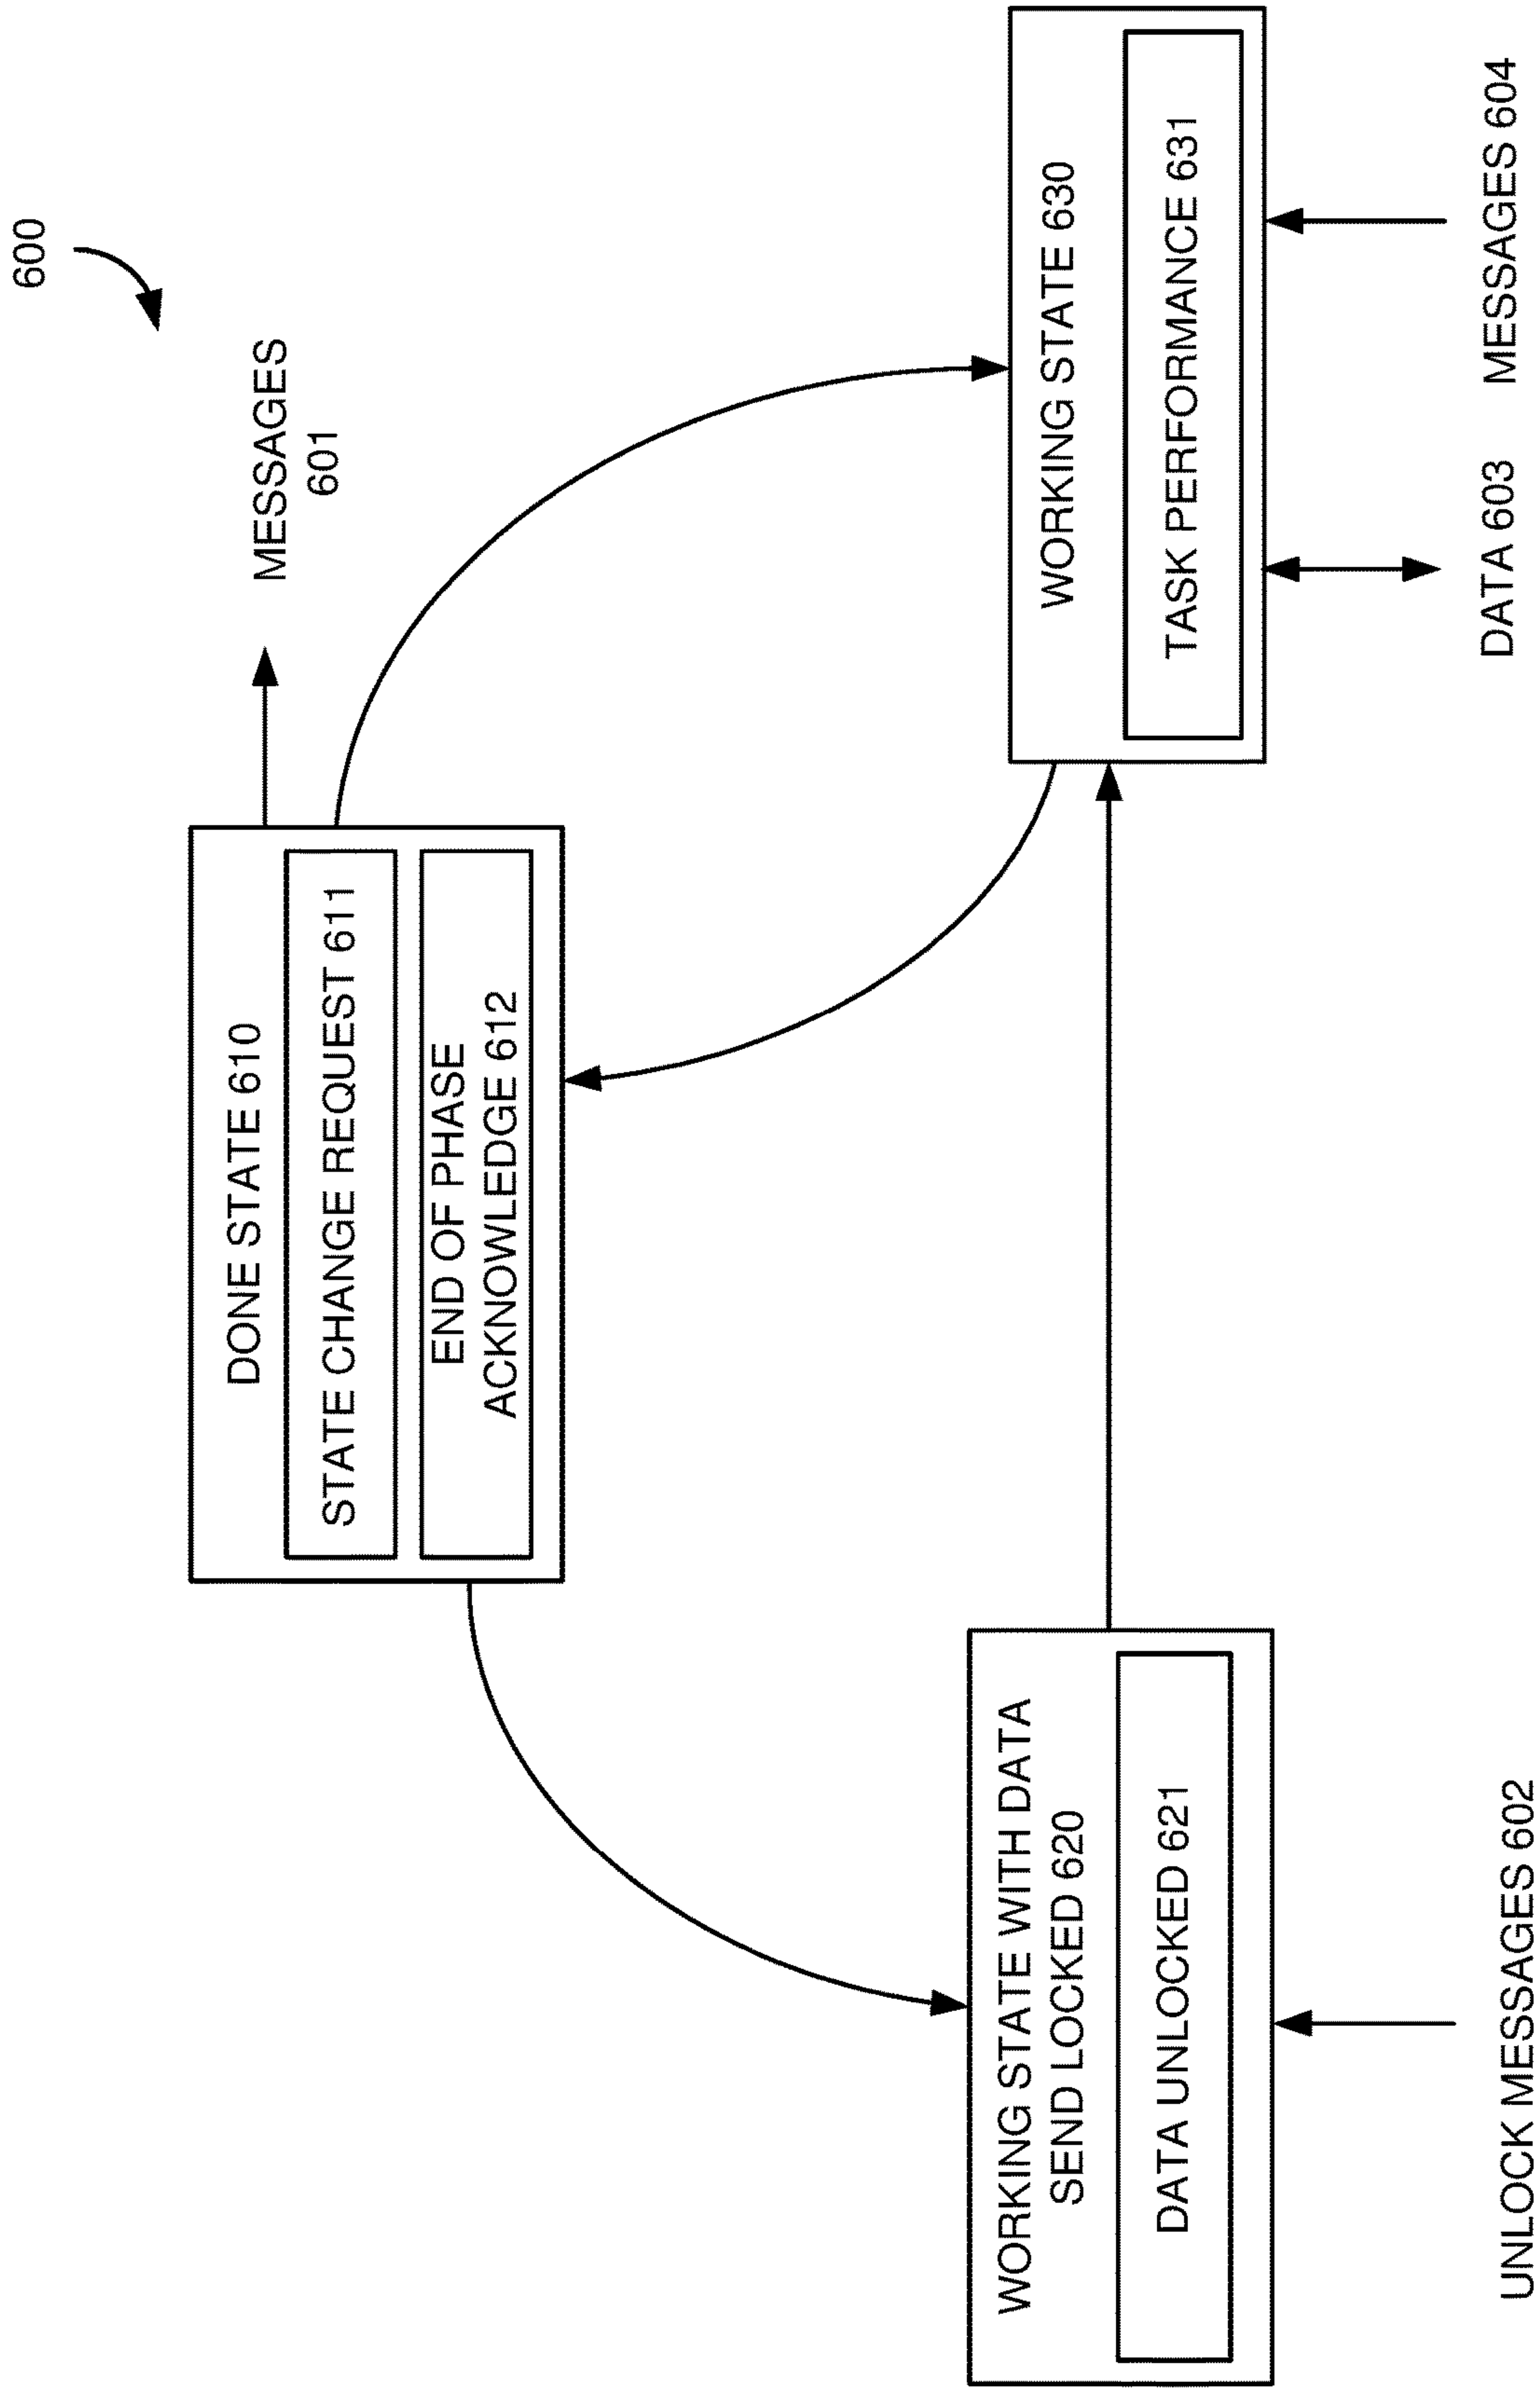 600
MESSAGES
601
DONE STATE 610
STATE CHANGE REQUEST 611
END OF PHASE
ACKNOWLEDGE 612
WORKING STATE WITH DATA
SEND LOCKED 620
DATA UNLOCKED 621
WORKING STATE 630
TASK PERFORMANCE 631
UNLOCK MESSAGES 602
DATA 603
MESSAGES 604